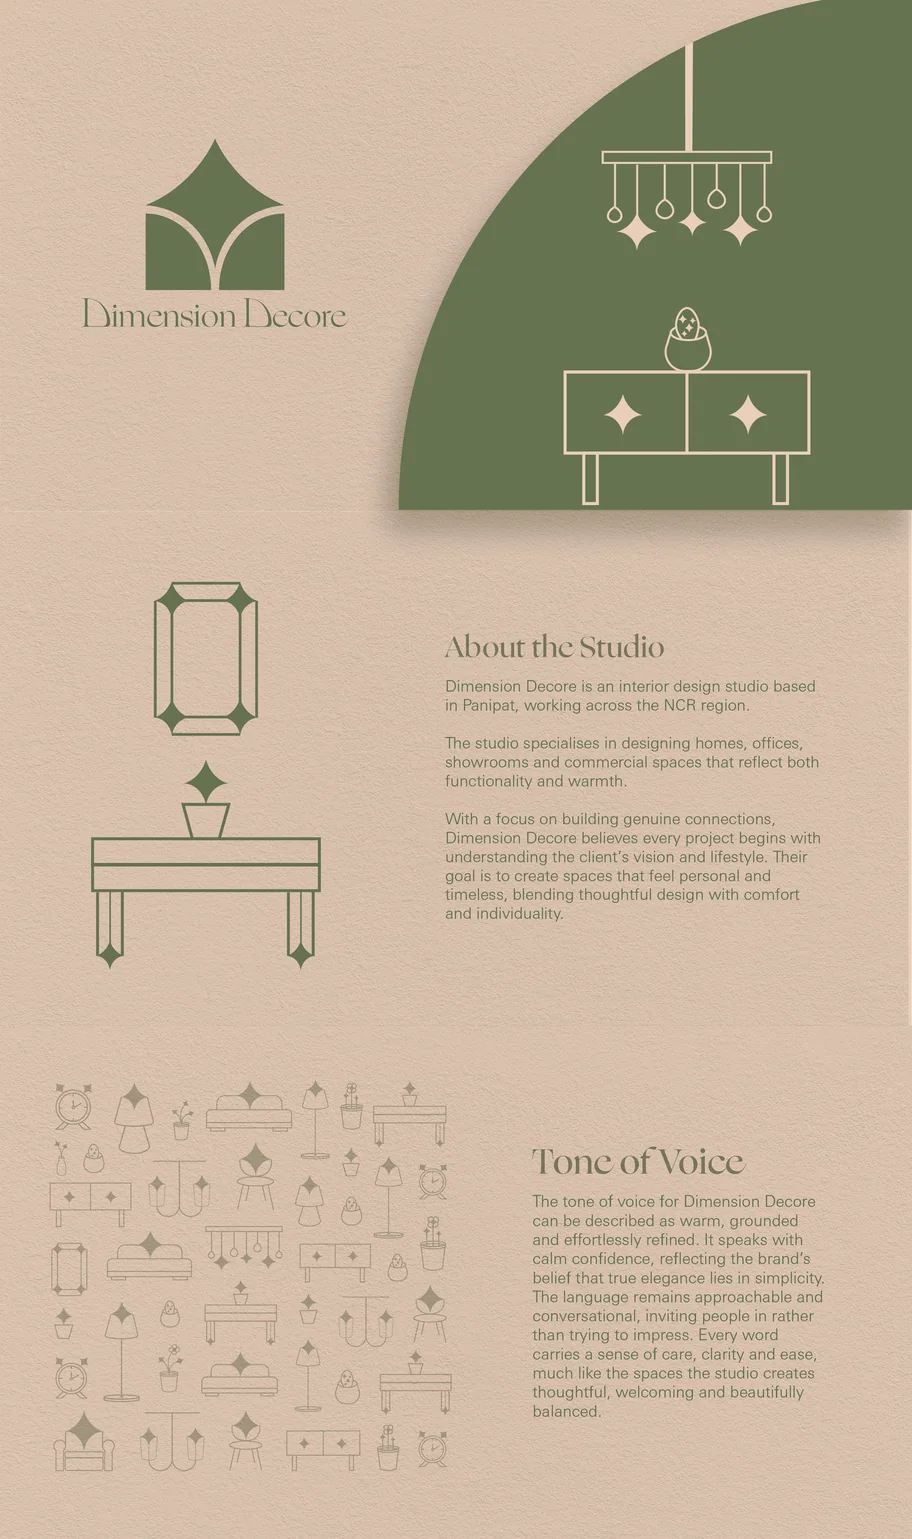 Dimension Decore
About the Studio
Dimension Decore is an interior design studio based
in Panipat, working across the NCR region.
The studio specialises in designing homes, offices,
showrooms and commercial spaces that reflect both
functionality and warmth.
With a focus on building genuine connections,
Dimension Decore believes every project begins with
understanding the client’s vision and lifestyle. Their
goal is to create spaces that feel personal and
timeless, blending thoughtful design with comfort
and individuality.
Tone of Voice
The tone of voice for Dimension Decore
can be described as warm, grounded
and effortlessly refined. It speaks with
calm confidence, reflecting the brand’s
belief that true elegance lies in simplicity.
The language remains approachable and
conversational, inviting people in rather
than trying to impress. Every word
carries a sense of care, clarity and ease,
much like the spaces the studio creates
thoughtful, welcoming and beautifully
balanced.